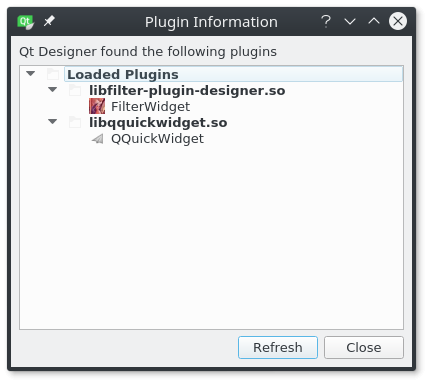 Qt Plugin Information ?
Qt Designer found the following plugins
Loaded Plugins
libfilter-plugin-designer.so
FilterWidget
libqquickwidget.so
QQuickWidget
Refresh Close